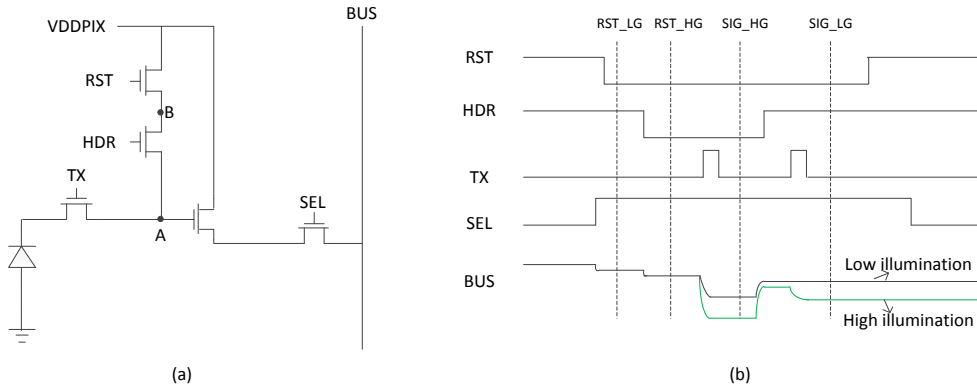 VDDPIX
BUS
RST
B
HDR
TX
A
SEL
(a)
RST_LG RST_HG SIG_HG SIG_LG
RST
HDR
TX
SEL
BUS
Low illumination
High illumination
(b)